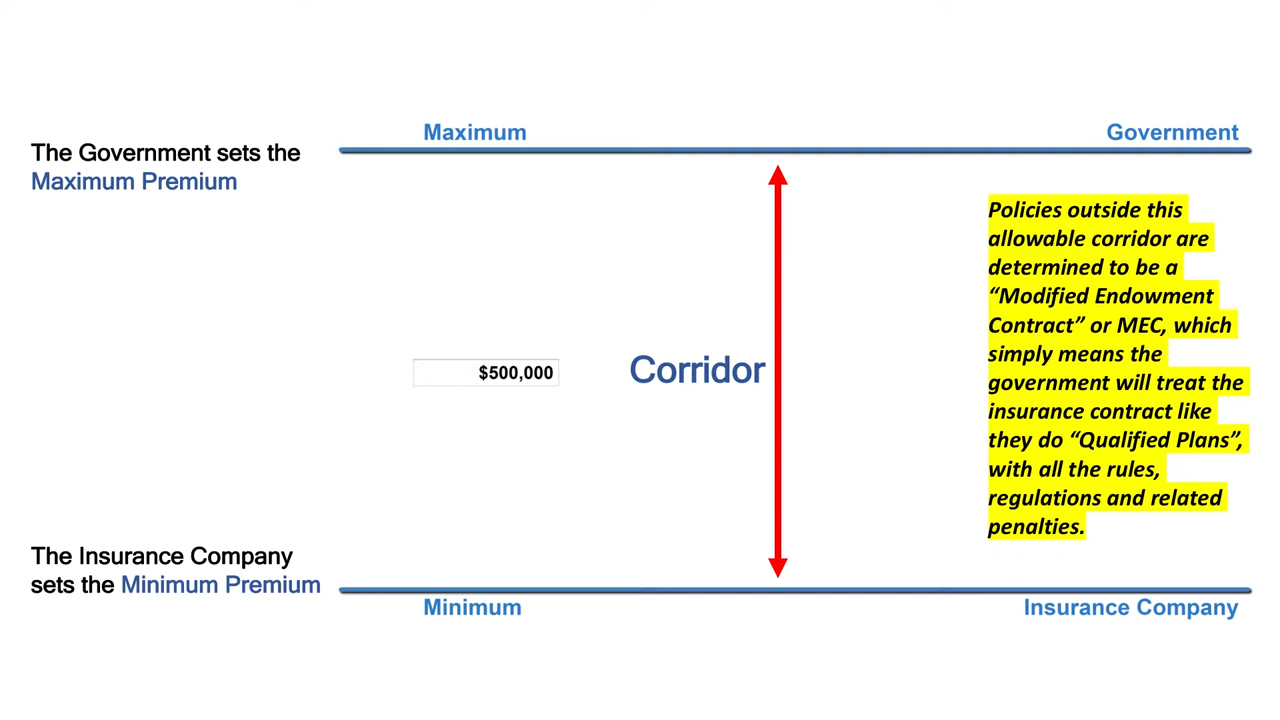 Maximum
Government
The Government sets the
Maximum Premium
Policies outside this
allowable corridor are
determined to be a
“Modified Endowment
Contract” or MEC, which
simply means the
government will treat the
insurance contract like
they do “Qualified Plans”,
with all the rules,
regulations and related
penalties.
$500,000
Corridor
The Insurance Company
sets the Minimum Premium
Minimum
Insurance Company